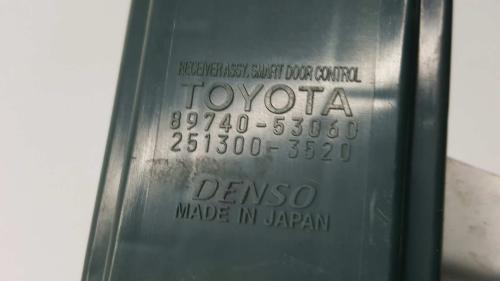 RECEIVER ASSY, SMART DOOR CONTROL
TOYOTA
89740-53060
251300-3520
DENSO
MADE IN JAPAN